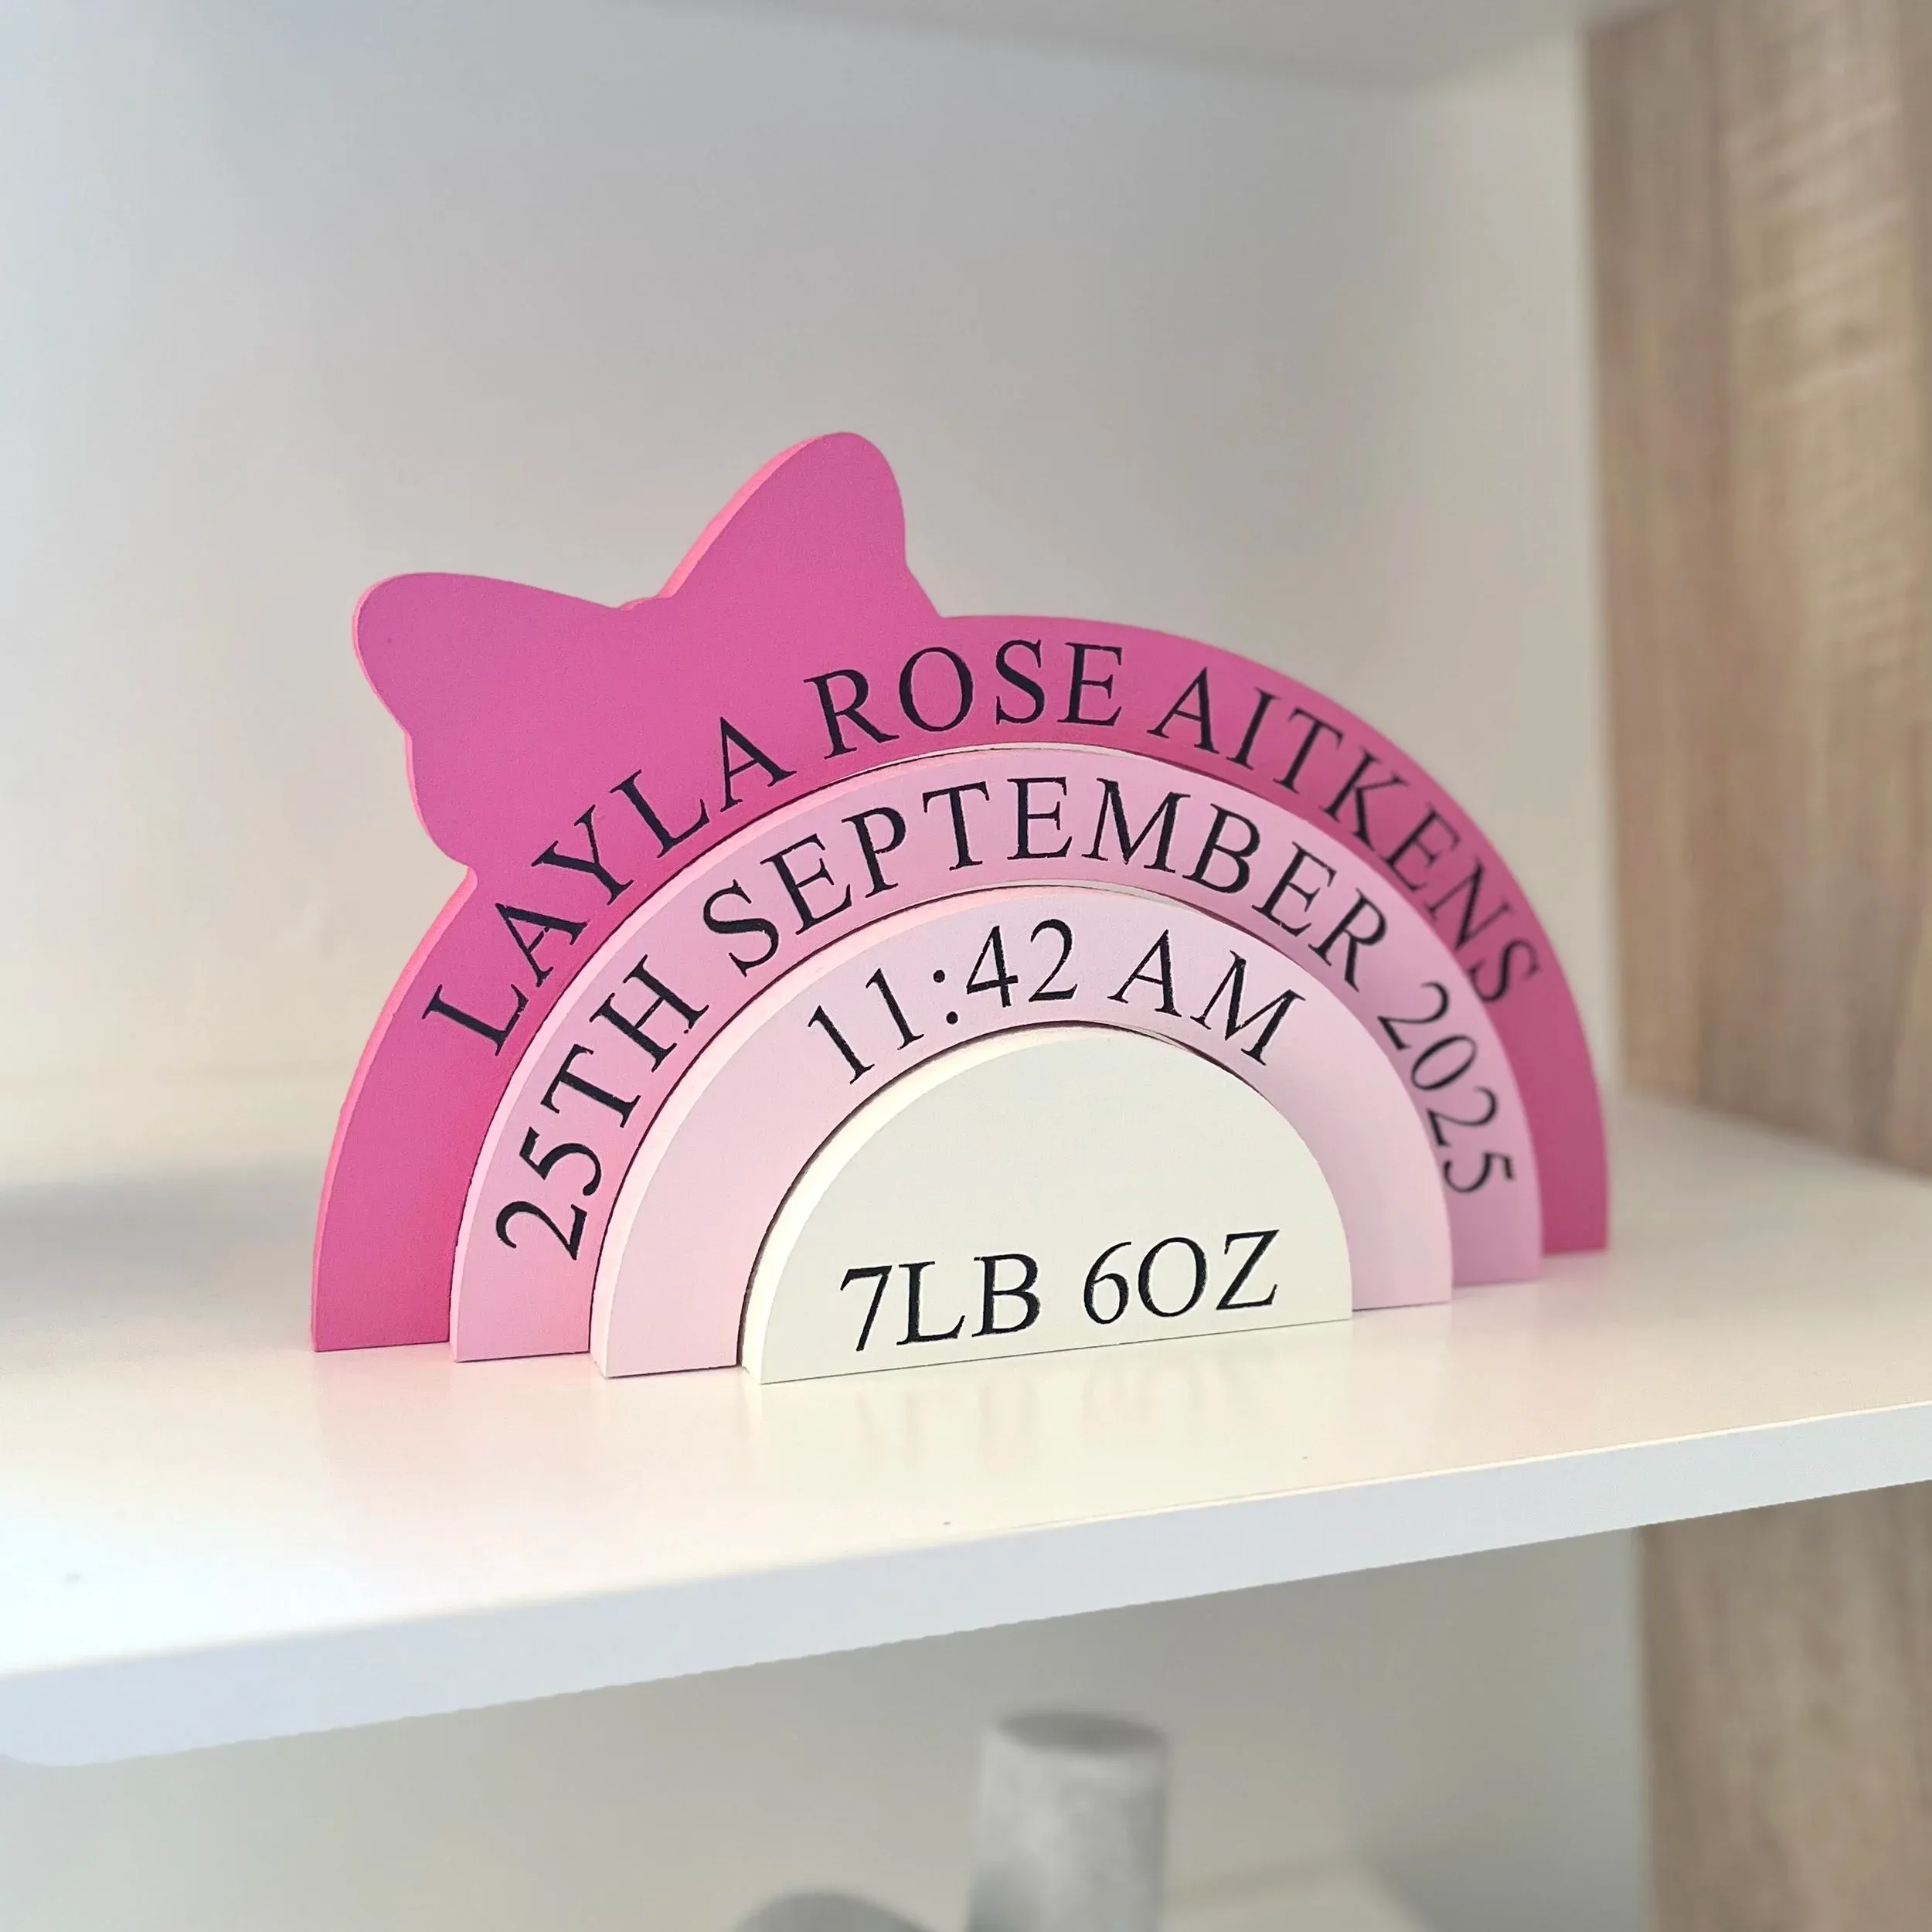 LAYLA ROSE AITKENS
25TH SEPTEMBER 2025
11:42 AM
7LB 6OZ